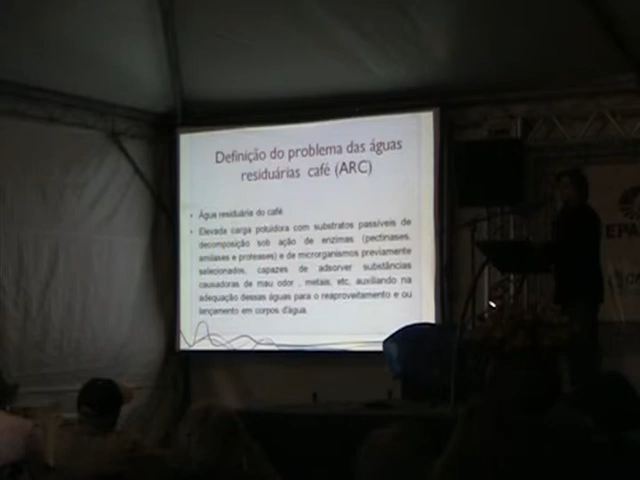 Definição do problema das águas
residuárias café (ARC)
• Água residuária do café
• Elevada carga poluidora com substratos passíveis de
decomposição sob ação de enzimas (pectinases,
amilases e proteases) e de microrganismos previamente
selecionados, capazes de adsorver substâncias
causadoras de mau odor , metais, etc, auxiliando na
adequação dessas águas para o reaproveitamento e ou
lançamento em corpos d'água.